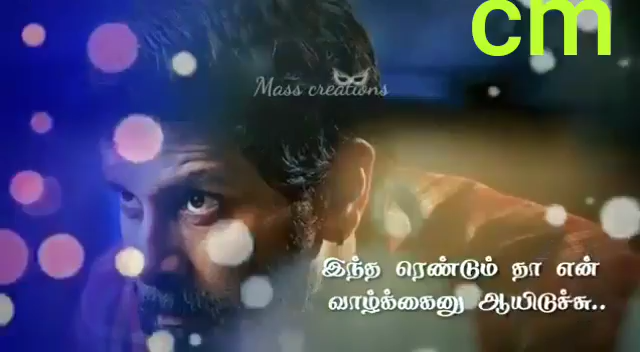 cm
Mass creations
இந்த ரெண்டும் தா என்
வாழ்க்கைனு ஆயிடுச்சு..